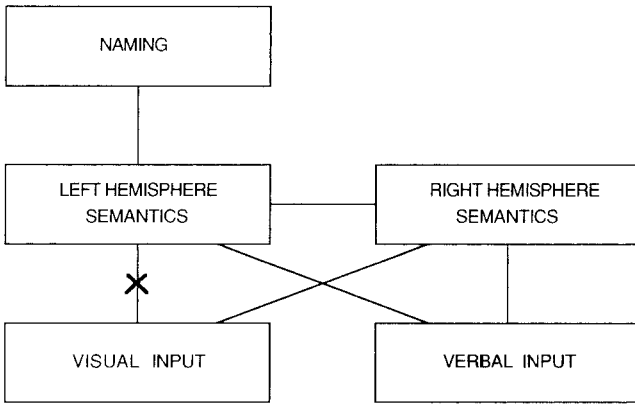 NAMING
LEFT HEMISPHERE
SEMANTICS
RIGHT HEMISPHERE
SEMANTICS
VISUAL INPUT
VERBAL INPUT